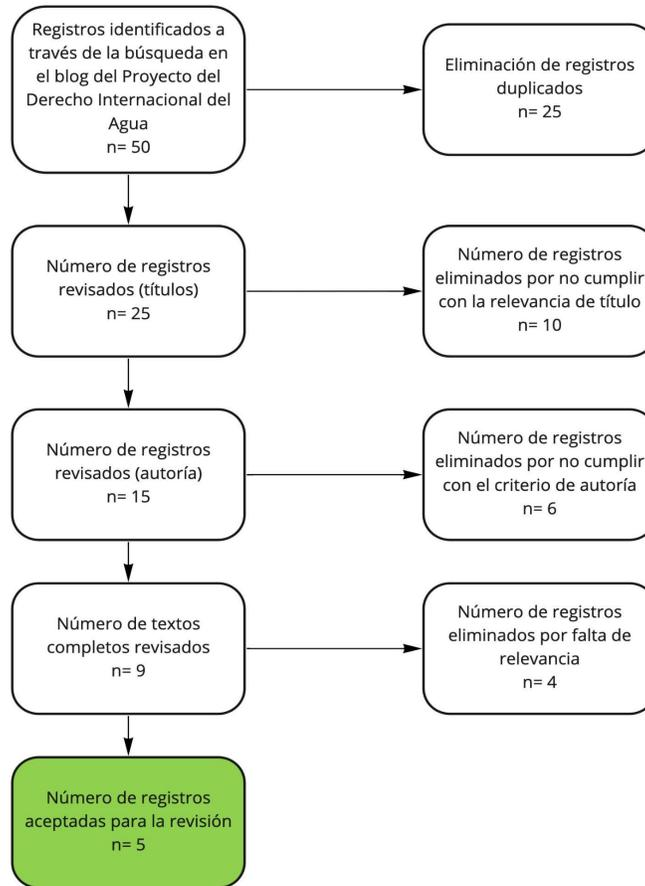 Registros identificados a
través de la búsqueda en
el blog del Proyecto del
Derecho Internacional del
Agua
n= 50
Eliminación de registros
duplicados
n= 25
Número de registros
revisados (títulos)
n= 25
Número de registros
eliminados por no cumplir
con la relevancia de título
n= 10
Número de registros
revisados (autoría)
n= 15
Número de registros
eliminados por no cumplir
con el criterio de autoría
n= 6
Número de textos
completos revisados
n= 9
Número de registros
eliminados por falta de
relevancia
n= 4
Número de registros
aceptadas para la revisión
n= 5